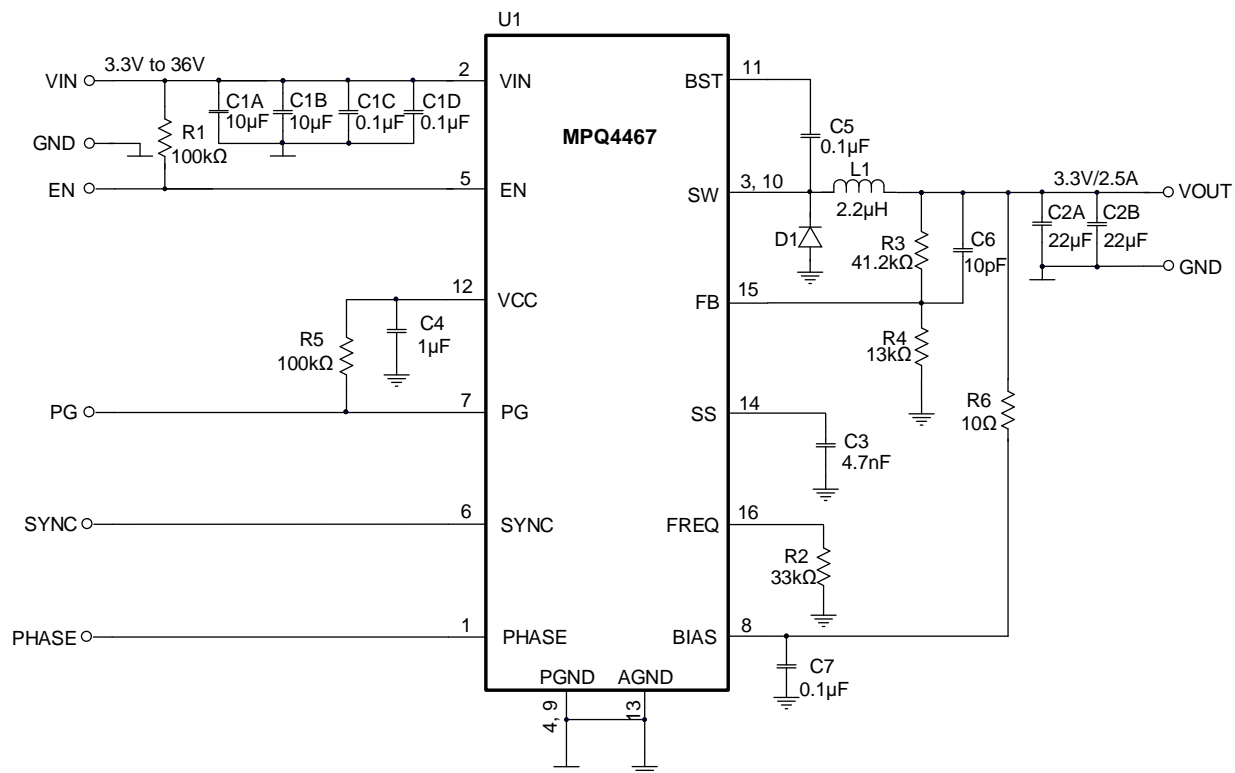 U1
MPQ4467
VIN
3.3V to 36V
2
VIN
C1A
10µF
C1B
10µF
C1C
0.1µF
C1D
0.1µF
R1
100kΩ
GND
EN
5
EN
12
VCC
C4
1µF
R5
100kΩ
PG
7
PG
SYNC
6
SYNC
PHASE
1
PHASE
PGND
4, 9
AGND
13
BST
11
C5
0.1µF
SW
3, 10
L1
2.2µH
D1
3.3V/2.5A
VOUT
R3
41.2kΩ
C6
10pF
C2A
22µF
C2B
22µF
GND
FB
15
R4
13kΩ
R6
10Ω
SS
14
C3
4.7nF
FREQ
16
R2
33kΩ
BIAS
8
C7
0.1µF